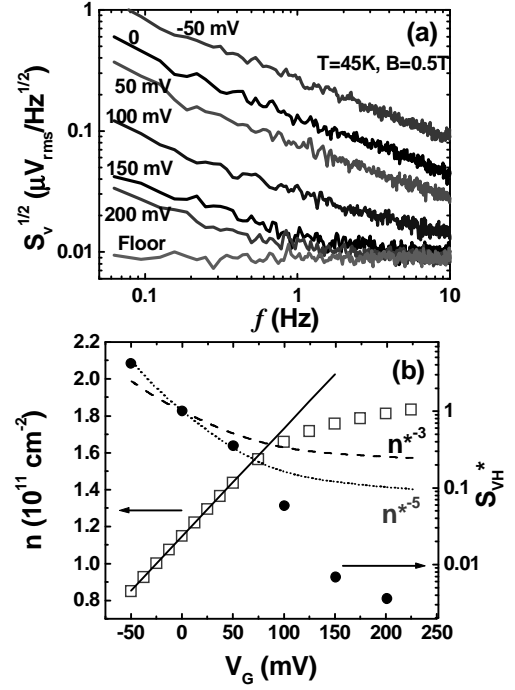 (a)
-50 mV
0
T=45K, B=0.5T
50 mV
100 mV
150 mV
200 mV
Floor
1
0.1
0.01
S_v^{1/2} (μV_rms/Hz^{1/2})
0.1 1 10
f (Hz)
(b)
2.2
2.0
1.8
1.6
1.4
1.2
1.0
0.8
n (10^{11} cm^{-2})
n*^{-3}
n*^{-5}
1
0.1
0.01
S_{VH}^*
-50 0 50 100 150 200
V_G (mV)